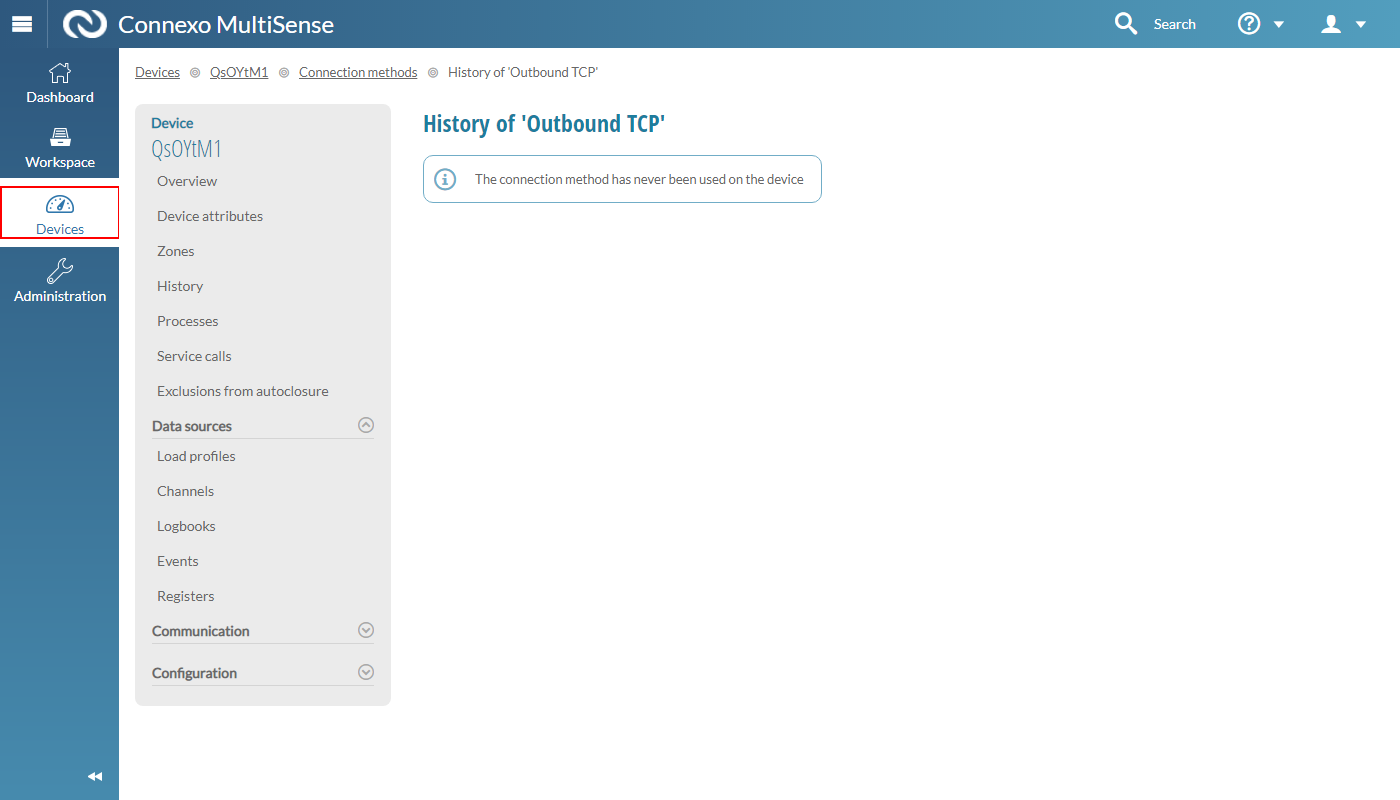 Connexo MultiSense
Search
Dashboard
Workspace
Devices
Administration
Devices QsOYtM1 Connection methods History of 'Outbound TCP'
Device
QsOYtM1
Overview
Device attributes
Zones
History
Processes
Service calls
Exclusions from autoclosure
Data sources
Load profiles
Channels
Logbooks
Events
Registers
Communication
Configuration
History of 'Outbound TCP'
The connection method has never been used on the device